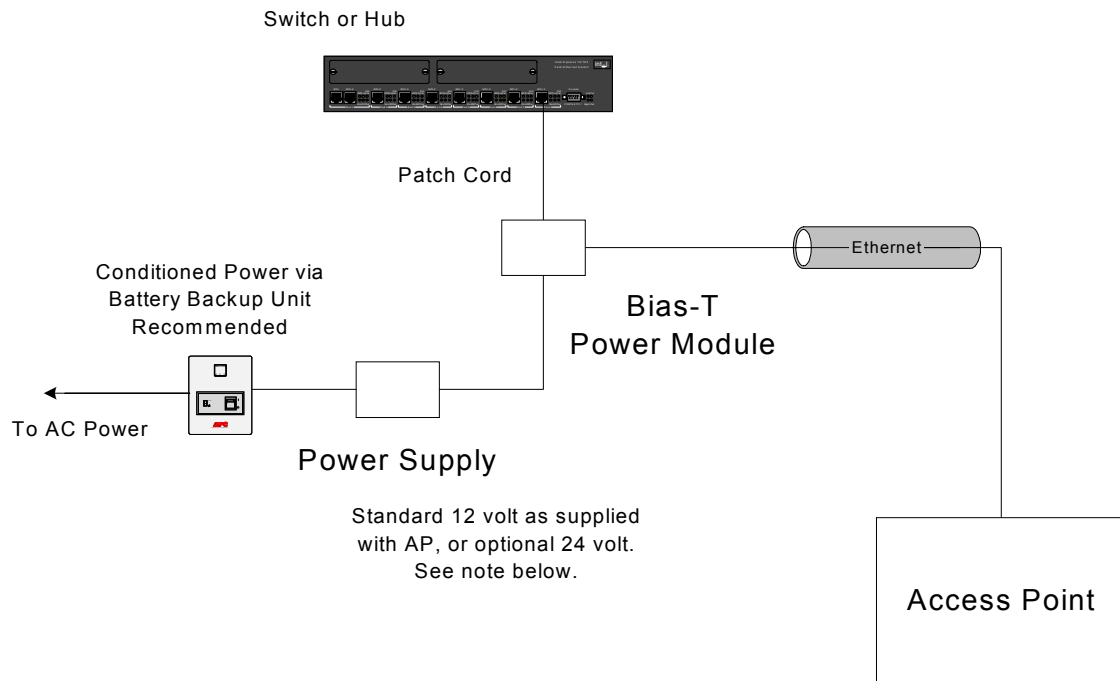 Switch or Hub
Patch Cord
Ethernet
Conditioned Power via
Battery Backup Unit
Recommended
Bias-T
Power Module
To AC Power
Power Supply
Standard 12 volt as supplied
with AP, or optional 24 volt.
See note below.
Access Point